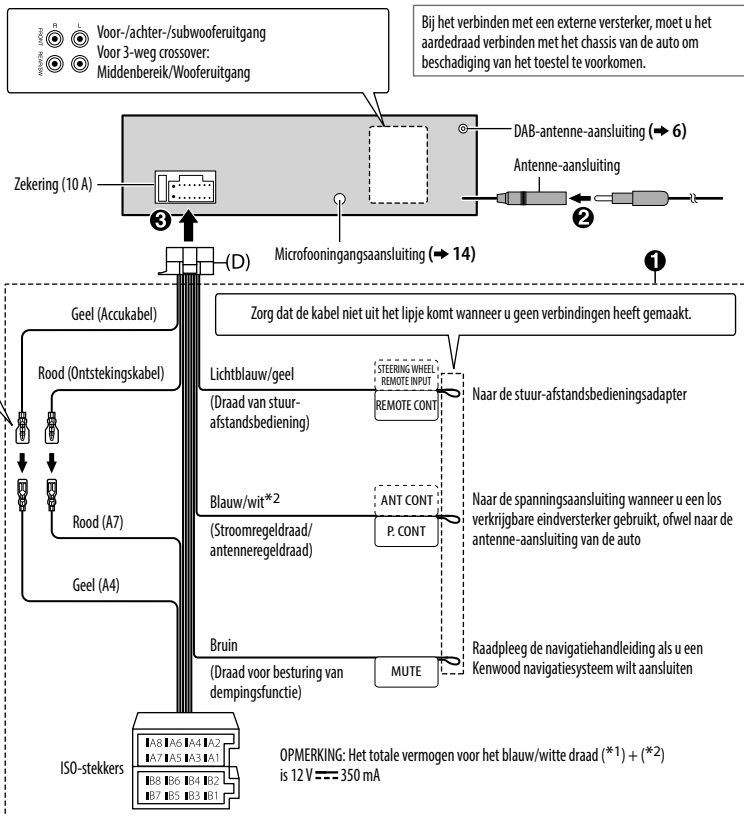 R L
FRONT
REAR/SW
Voor-/achter-/subwooferuitgang
Voor 3-weg crossover:
Middenbereik/Wooferuitgang
Bij het verbinden met een externe versterker, moet u het
aardedraad verbinden met het chassis van de auto om
beschadiging van het toestel te voorkomen.
DAB-antenne-aansluiting (➡ 6)
Antenne-aansluiting
Zekering (10 A)
3
2
Microfooningangsaansluiting (➡ 14)
(D)
1
Geel (Accukabel)
Zorg dat de kabel niet uit het lipje komt wanneer u geen verbindingen heeft gemaakt.
Rood (Ontstekingskabel)
Lichtblauw/geel
(Draad van stuur-
afstandsbediening)
STEERING WHEEL
REMOTE INPUT
REMOTE CONT
Naar de stuur-afstandsbedieningsadapter
Blauw/wit*2
(Stroomregeldraad/
antenneregeldraad)
ANT CONT
P. CONT
Naar de spanningsaansluiting wanneer u een los
verkrijgbare eindversterker gebruikt, ofwel naar de
antenne-aansluiting van de auto
Rood (A7)
Geel (A4)
Bruin
(Draad voor besturing van
dempingsfunctie)
MUTE
Raadpleeg de navigatiehandleiding als u een
Kenwood navigatiesysteem wilt aansluiten
ISO-stekkers
A8 A6 A4 A2
A7 A5 A3 A1
B8 B6 B4 B2
B7 B5 B3 B1
OPMERKING: Het totale vermogen voor het blauw/witte draad (*1) + (*2)
is 12 V ⎓ 350 mA